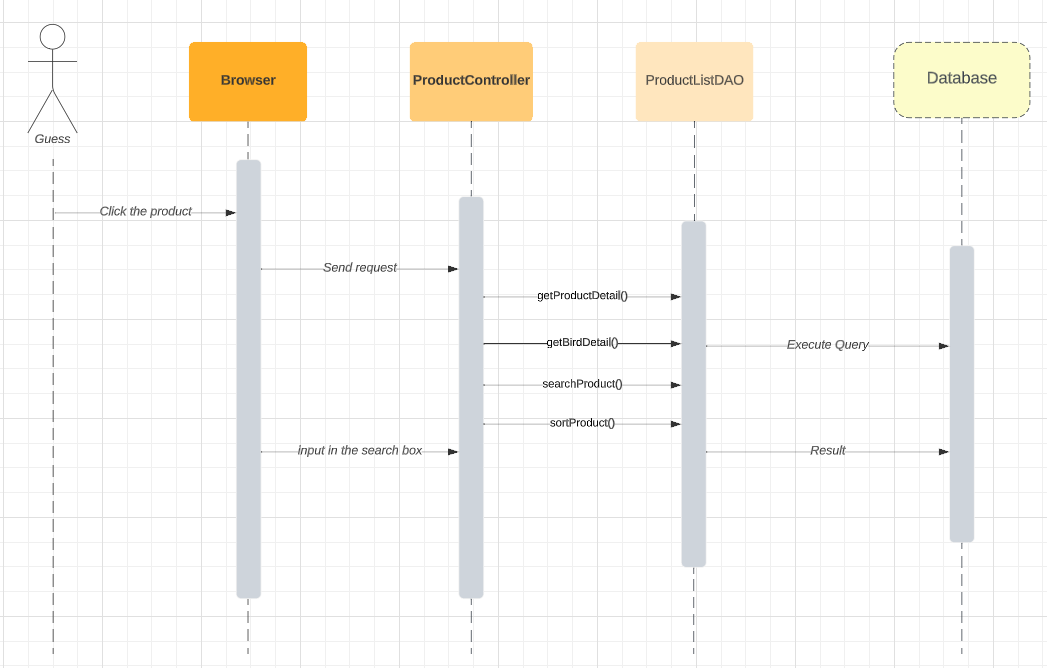 Browser
ProductController
ProductListDAO
Database
Guess
Click the product
Send request
getProductDetail()
getBirdDetail()
Execute Query
searchProduct()
sortProduct()
input in the search box
Result